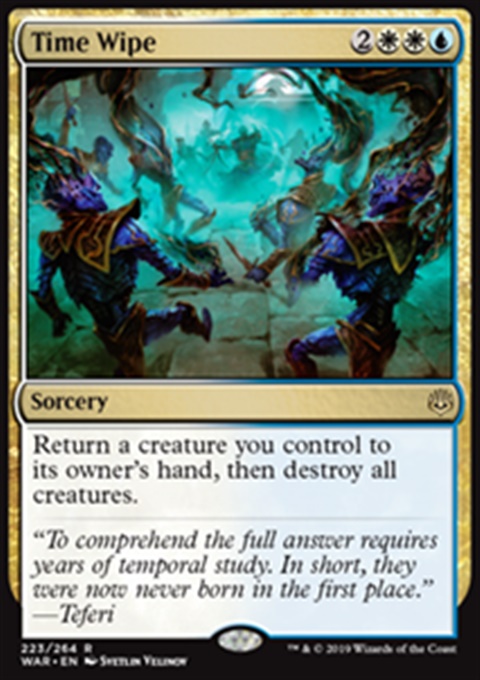 Time Wipe 2
Sorcery
Return a creature you control to
its owner's hand, then destroy all
creatures.
“To comprehend the full answer requires
years of temporal study. In short, they
were now never born in the first place.”
—Teferi
223/264 R
WAR • EN Svetlin Velinov
™ & © 2019 Wizards of the Coast